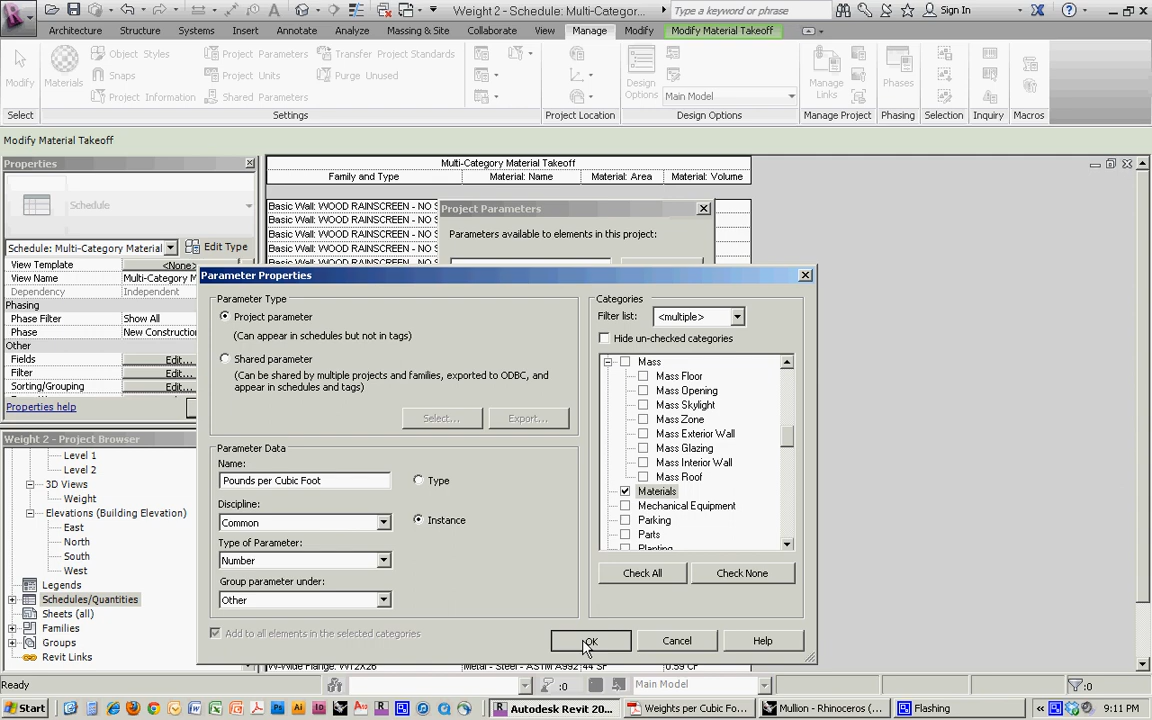 Weight 2 - Schedule: Multi-Categor...
Type a keyword or phrase
Sign In
Architecture
Structure
Systems
Insert
Annotate
Analyze
Massing & Site
Collaborate
View
Manage
Modify
Modify Material Takeoff
Modify
Materials
Object Styles
Snaps
Project Information
Project Parameters
Project Units
Shared Parameters
Transfer Project Standards
Purge Unused
Design Options
Main Model
Manage Links
Phases
Select
Settings
Project Location
Design Options
Manage Project
Phasing
Selection
Inquiry
Macros
Modify Material Takeoff
Properties
Schedule
Schedule: Multi-Category Material
Edit Type
View Template
<None>
View Name
Multi-Category M
Dependency
Independent
Phasing
Phase Filter
Show All
Phase
New Construction
Other
Fields
Edit...
Filter
Edit...
Sorting/Grouping
Edit...
Properties help
Weight 2 - Project Browser
Level 1
Level 2
3D Views
Weight
Elevations (Building Elevation)
East
North
South
West
Legends
Schedules/Quantities
Sheets (all)
Families
Groups
Revit Links
Multi-Category Material Takeoff
Family and Type
Material: Name
Material: Area
Material: Volume
Basic Wall: WOOD RAINSCREEN - NO S
Basic Wall: WOOD RAINSCREEN - NO S
Basic Wall: WOOD RAINSCREEN - NO S
Basic Wall: WOOD RAINSCREEN - NO S
Project Parameters
Parameters available to elements in this project:
Parameter Properties
Parameter Type
Project parameter
(Can appear in schedules but not in tags)
Shared parameter
(Can be shared by multiple projects and families, exported to ODBC, and
appear in schedules and tags)
Select...
Export...
Parameter Data
Name:
Pounds per Cubic Foot
Type
Discipline:
Common
Instance
Type of Parameter:
Number
Group parameter under:
Other
Add to all elements in the selected categories
Categories
Filter list:
<multiple>
Hide un-checked categories
Mass
Mass Floor
Mass Opening
Mass Skylight
Mass Zone
Mass Exterior Wall
Mass Glazing
Mass Interior Wall
Mass Roof
Materials
Mechanical Equipment
Parking
Parts
Planting
Check All
Check None
OK
Cancel
Help
W-Wide Flange: W12X26
Metal - Steel - ASTM A992
44 SF
0.59 CF
Ready
:0
Main Model
:0
Start
Autodesk Revit 20...
Weights per Cubic Fo...
Mullion - Rhinoceros (...
Flashing
9:11 PM